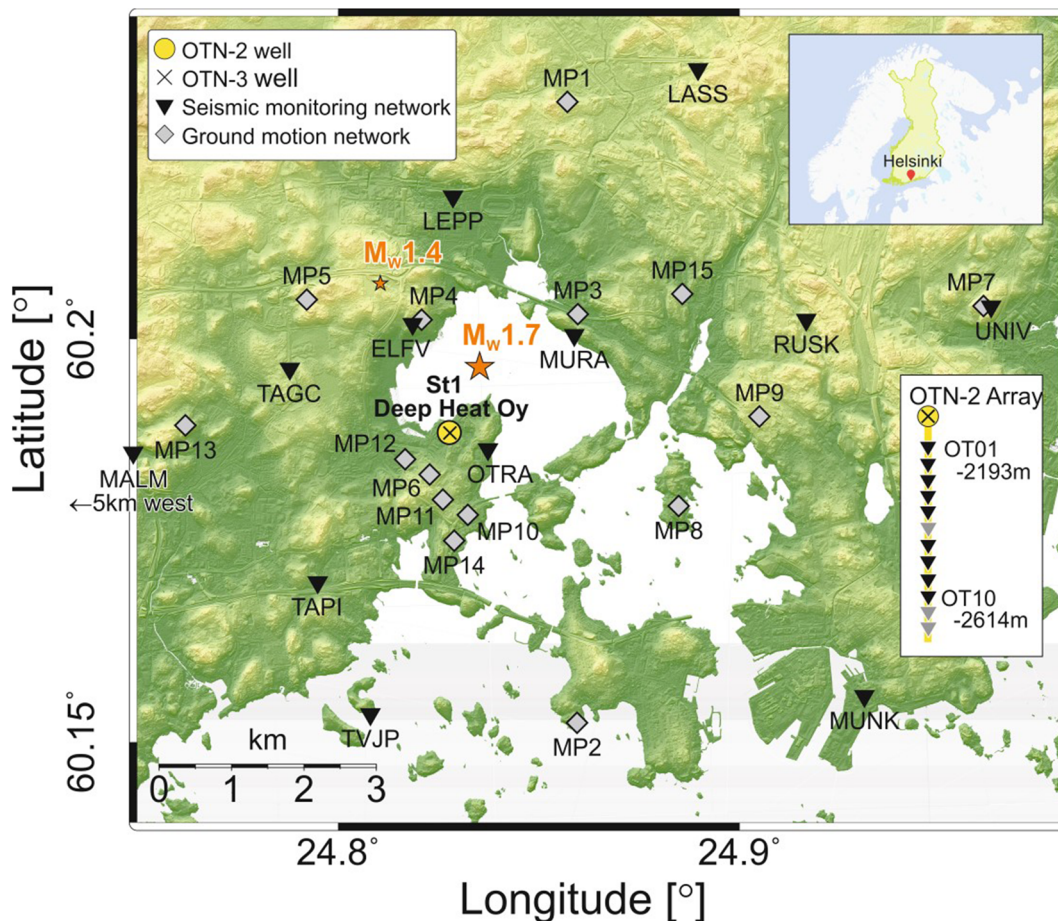 OTN-2 well
OTN-3 well
Seismic monitoring network
Ground motion network
MP1
LASS
Helsinki
LEPP
Mw1.4
MP5
MP4
MP3
MP15
MP7
ELFV
Mw1.7
MURA
RUSK
UNIV
TAGC
St1
Deep Heat Oy
MP9
OTN-2 Array
MP13
MP12
OT01
-2193m
MALM
←5km west
MP6
OTRA
MP11
MP10
MP8
MP14
TAPI
OT10
-2614m
TVJP
MP2
MUNK
km
0 1 2 3
60.2°
60.15°
Latitude [°]
24.8° 24.9°
Longitude [°]